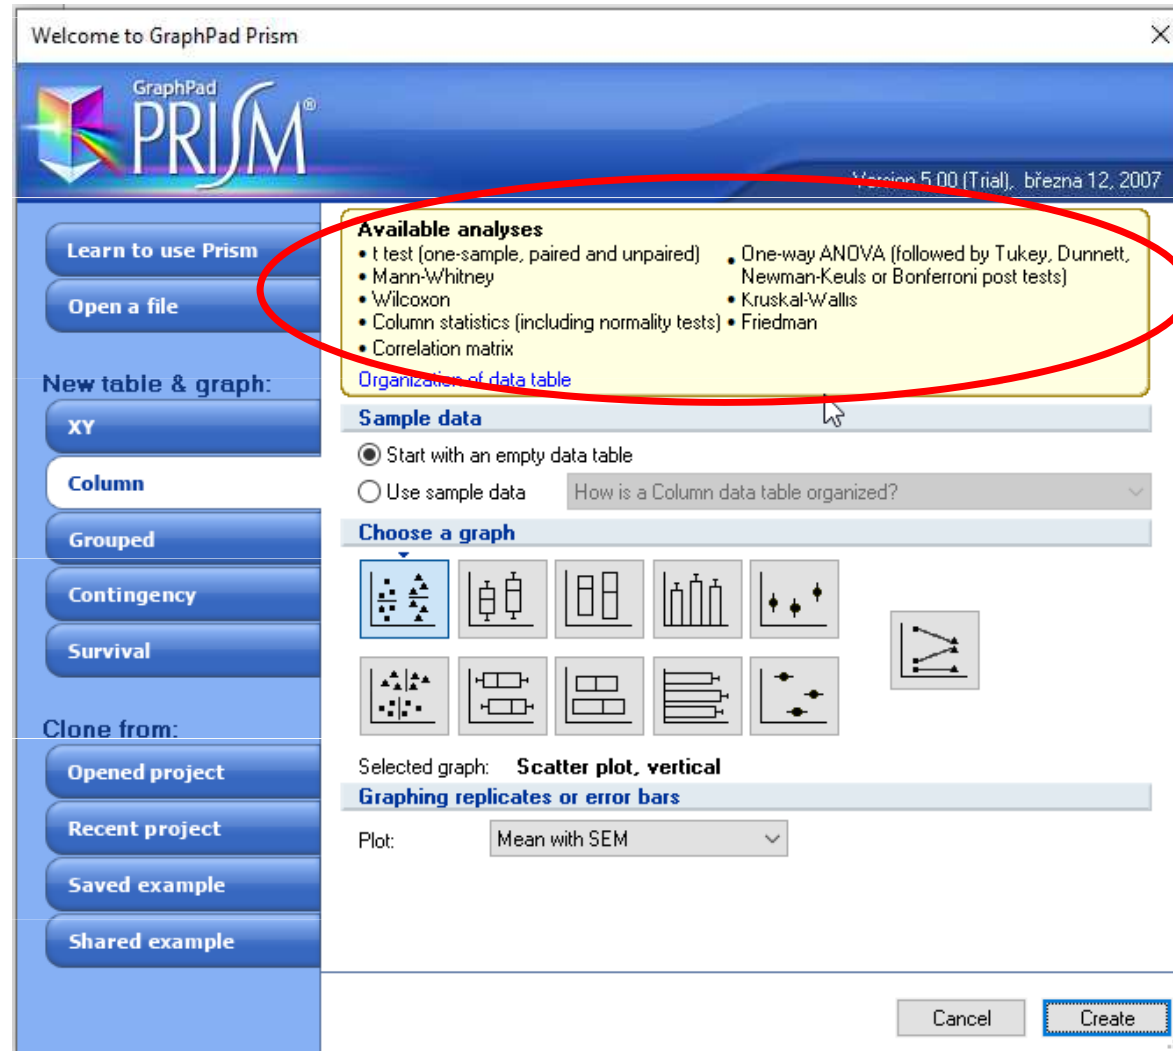 Welcome to GraphPad Prism
GraphPad
PRISM®
Version 5.00 (Trial), března 12, 2007
Learn to use Prism
Open a file
New table & graph:
XY
Column
Grouped
Contingency
Survival
Clone from:
Opened project
Recent project
Saved example
Shared example
Available analyses
• t test (one-sample, paired and unpaired)
• Mann-Whitney
• Wilcoxon
• Column statistics (including normality tests)
• Correlation matrix
• One-way ANOVA (followed by Tukey, Dunnett,
Newman-Keuls or Bonferroni post tests)
• Kruskal-Wallis
• Friedman
Organization of data table
Sample data
Start with an empty data table
Use sample data
How is a Column data table organized?
Choose a graph
Selected graph: Scatter plot, vertical
Graphing replicates or error bars
Plot: Mean with SEM
Cancel
Create